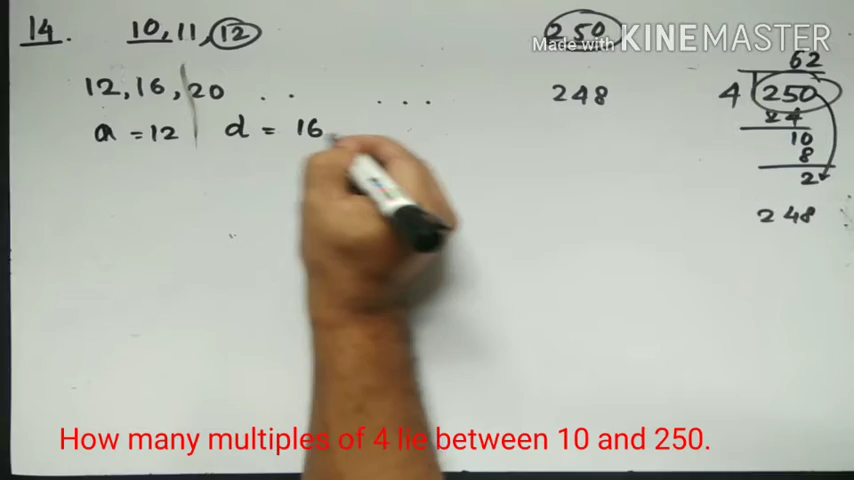 14. 10, 11, 12 250
Made with KINEMASTER
12, 16, 20 . . . . . 248
a = 12 d = 16
62
4 250
24
10
8
2
248
How many multiples of 4 lie between 10 and 250.